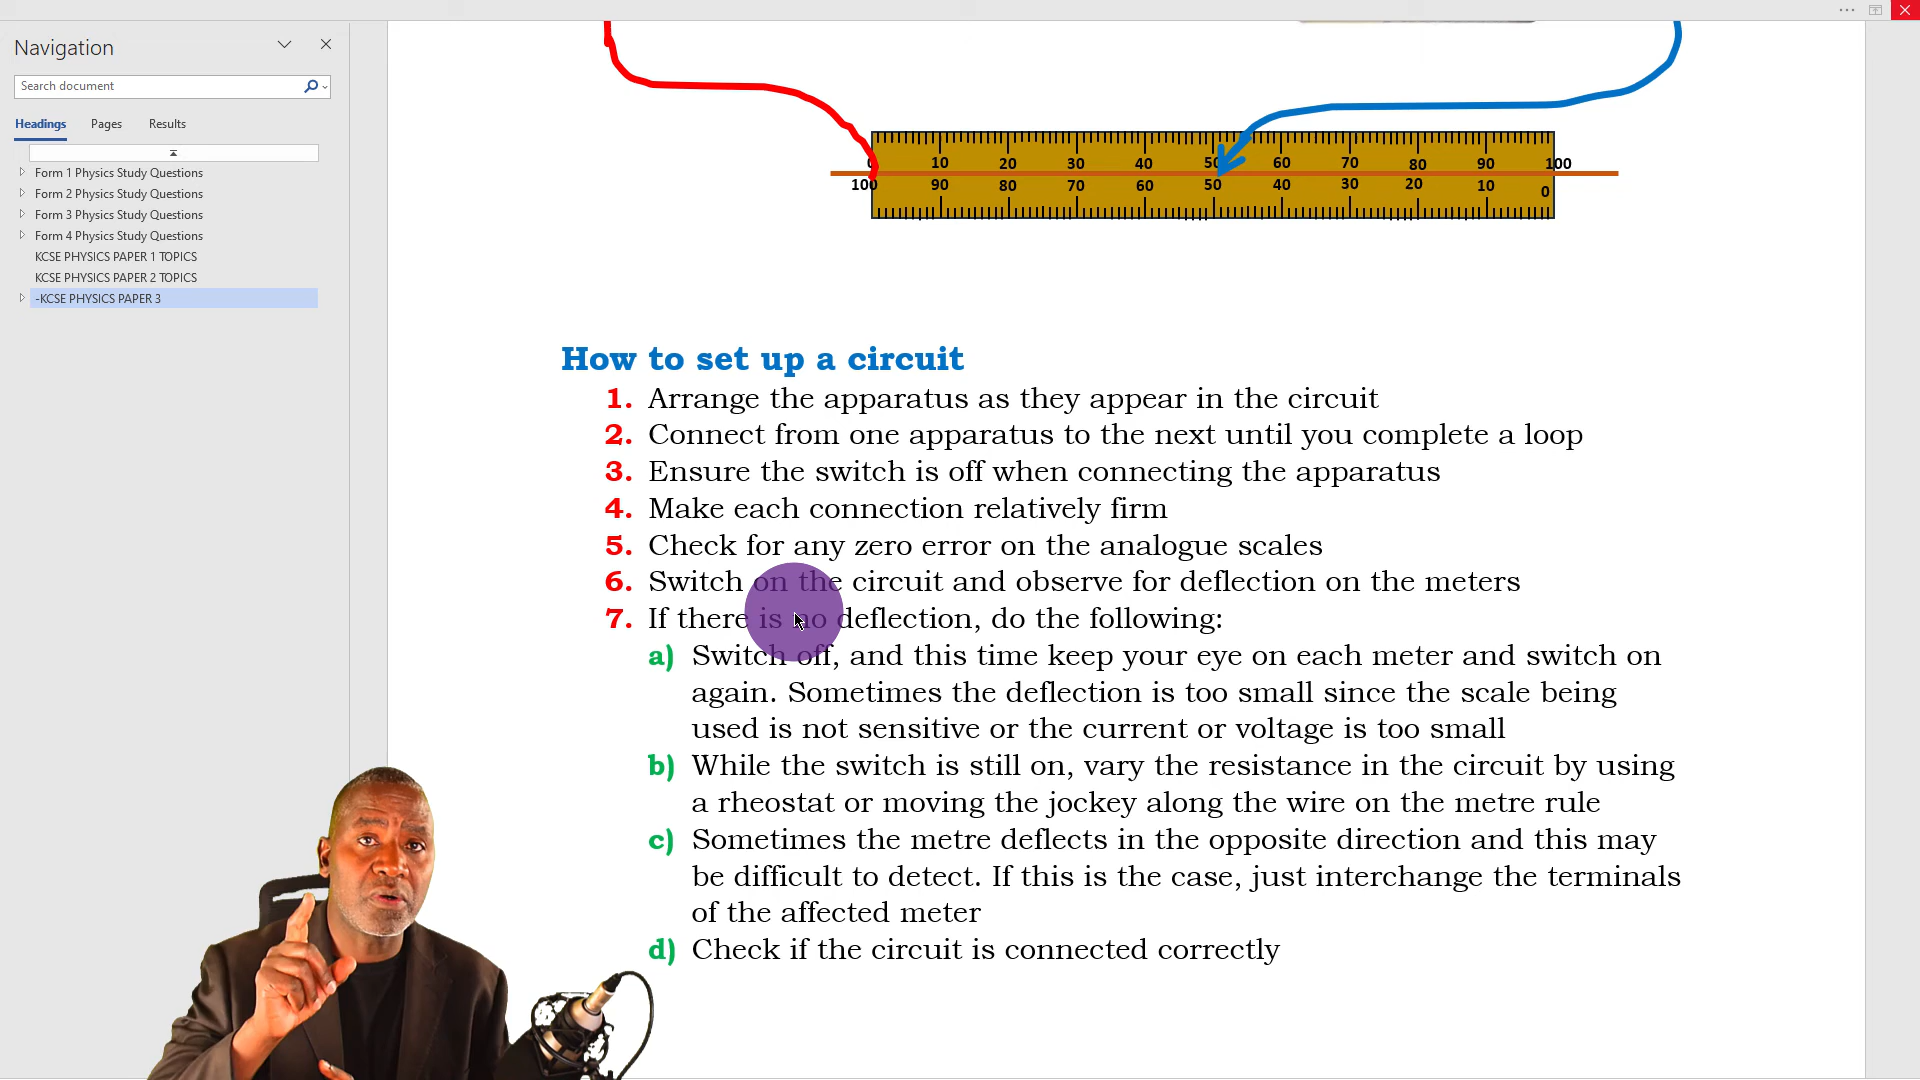 Navigation
Search document
Headings Pages Results
Form 1 Physics Study Questions
Form 2 Physics Study Questions
Form 3 Physics Study Questions
Form 4 Physics Study Questions
KCSE PHYSICS PAPER 1 TOPICS
KCSE PHYSICS PAPER 2 TOPICS
-KCSE PHYSICS PAPER 3
0 10 20 30 40 50 60 70 80 90 100
100 90 80 70 60 50 40 30 20 10 0
How to set up a circuit
1. Arrange the apparatus as they appear in the circuit
2. Connect from one apparatus to the next until you complete a loop
3. Ensure the switch is off when connecting the apparatus
4. Make each connection relatively firm
5. Check for any zero error on the analogue scales
6. Switch on the circuit and observe for deflection on the meters
7. If there is no deflection, do the following:
a) Switch off, and this time keep your eye on each meter and switch on
again. Sometimes the deflection is too small since the scale being
used is not sensitive or the current or voltage is too small
b) While the switch is still on, vary the resistance in the circuit by using
a rheostat or moving the jockey along the wire on the metre rule
c) Sometimes the metre deflects in the opposite direction and this may
be difficult to detect. If this is the case, just interchange the terminals
of the affected meter
d) Check if the circuit is connected correctly